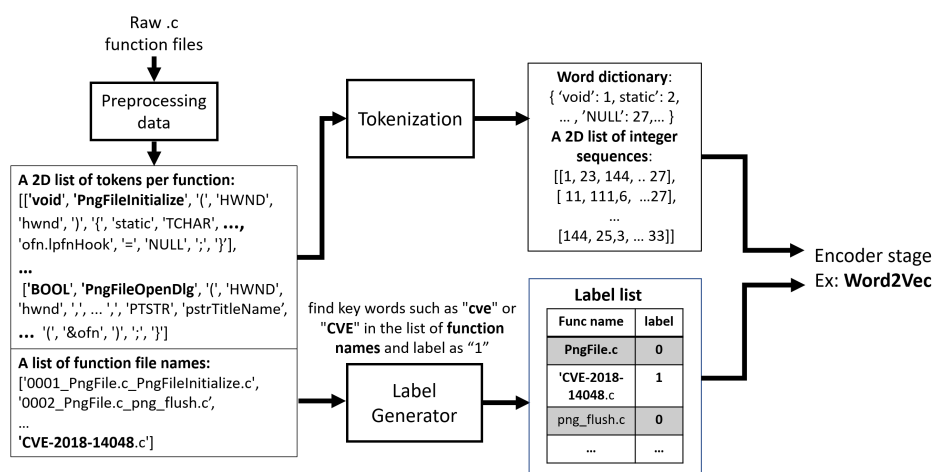 Raw .c
function files
Preprocessing
data
A 2D list of tokens per function:
[['void', 'PngFileInitialize', '(', 'HWND',
'hwnd', ')', '{', 'static', 'TCHAR', ...,
'ofn.lpfnHook', '=', 'NULL', ';', '}'],
...
['BOOL', 'PngFileOpenDlg', '(', 'HWND',
'hwnd', ',', ... ',', 'PTSTR', 'pstrTitleName',
... '(', '&ofn', ')', ';', '}']
A list of function file names:
['0001_PngFile.c_PngFileInitialize.c',
'0002_PngFile.c_png_flush.c',
...
'CVE-2018-14048.c']
Tokenization
Word dictionary:
{ 'void': 1, static': 2,
... , 'NULL': 27,... }
A 2D list of integer
sequences:
[[1, 23, 144, .. 27],
[ 11, 111,6, ...27],
...
[144, 25,3, ... 33]]
find key words such as "cve" or
"CVE" in the list of function
names and label as "1"
Label
Generator
Label list
Func name label
PngFile.c 0
'CVE-2018-
14048.c 1
png_flush.c 0
... ...
Encoder stage
Ex: Word2Vec